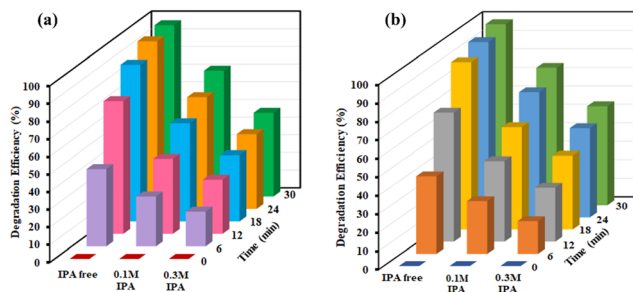 (a)
Degradation Efficiency (%)
100
90
80
70
60
50
40
30
20
10
0
IPA free
0.1M
IPA
0.3M
IPA
0
6
12
18
24
30
Time (min)
(b)
Degradation Efficiency (%)
100
90
80
70
60
50
40
30
20
10
0
IPA free
0.1M
IPA
0.3M
IPA
0
6
12
18
24
30
Time (min)